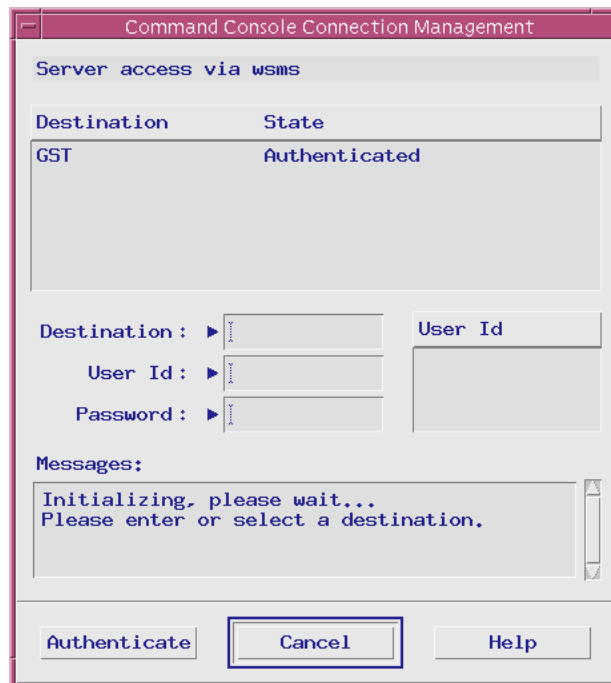 Command Console Connection Management
Server access via wsms
Destination State
GST Authenticated
Destination :
User Id
User Id :
Password :
Messages:
Initializing, please wait...
Please enter or select a destination.
Authenticate Cancel Help